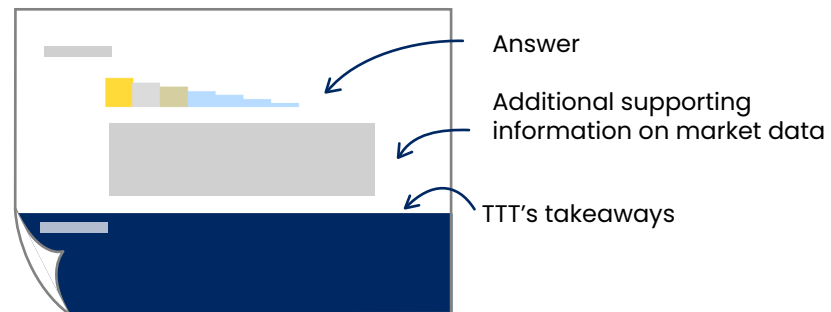 Answer
Additional supporting
information on market data
TTT’s takeaways